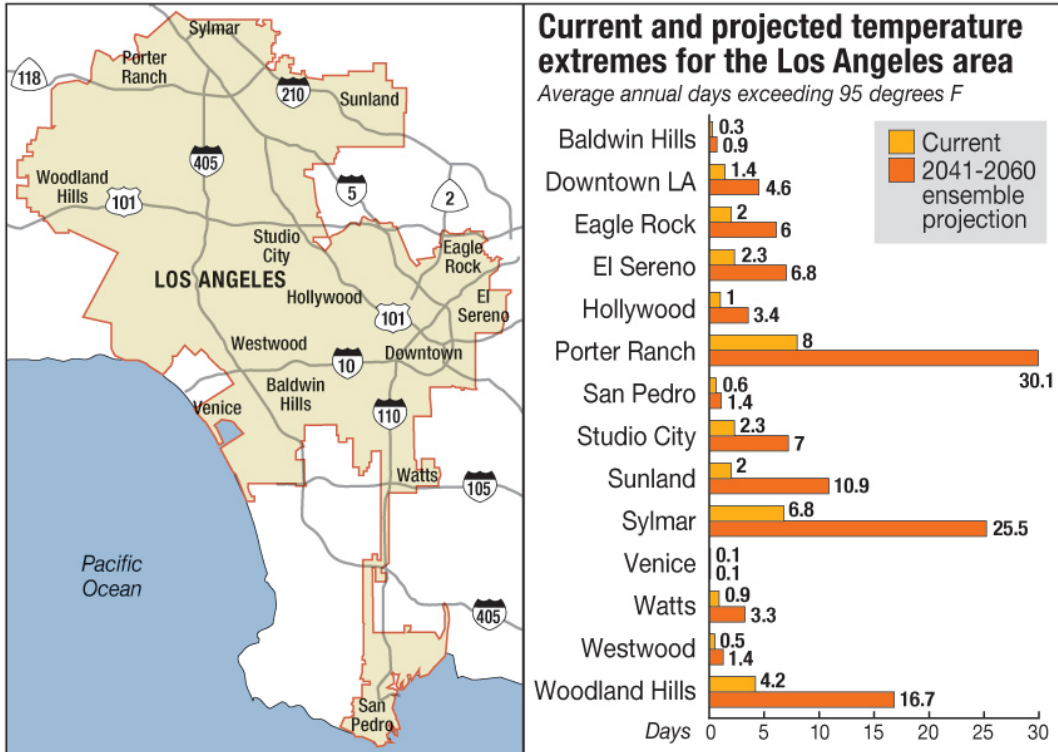 Sylmar
Porter
Ranch
118
210
Sunland
405
Woodland
Hills
101
5
2
Studio
City
Eagle
Rock
LOS ANGELES
Hollywood
El
Sereno
101
Westwood
10
Downtown
Baldwin
Hills
Venice
110
Watts
105
Pacific
Ocean
405
San
Pedro
Current and projected temperature
extremes for the Los Angeles area
Average annual days exceeding 95 degrees F
Current
2041-2060
ensemble
projection
Baldwin Hills 0.3
0.9
Downtown LA 1.4
4.6
Eagle Rock 2
6
El Sereno 2.3
6.8
Hollywood 1
3.4
Porter Ranch 8
30.1
San Pedro 0.6
1.4
Studio City 2.3
7
Sunland 2
10.9
Sylmar 6.8
25.5
Venice 0.1
0.1
Watts 0.9
3.3
Westwood 0.5
1.4
Woodland Hills 4.2
16.7
Days 0 5 10 15 20 25 30